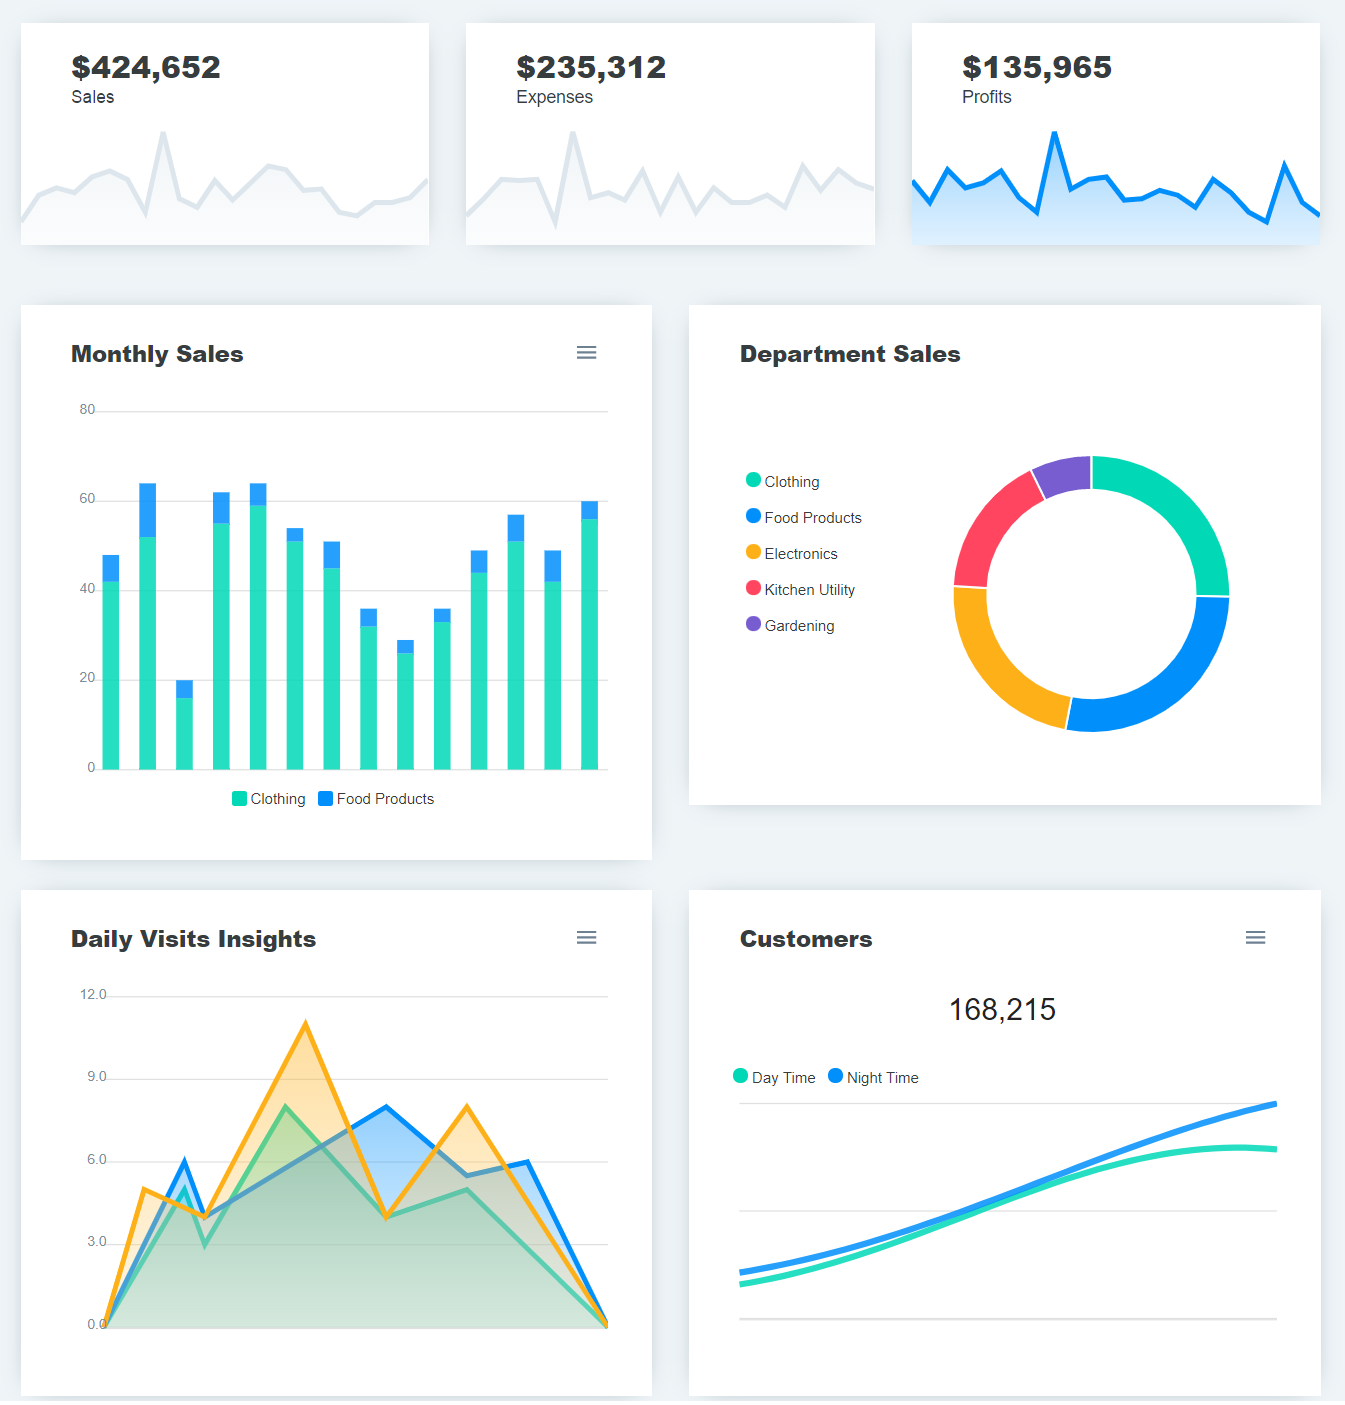 $424,652
Sales
$235,312
Expenses
$135,965
Profits
Monthly Sales
80
60
40
20
0
Clothing Food Products
Department Sales
Clothing
Food Products
Electronics
Kitchen Utility
Gardening
Daily Visits Insights
12.0
9.0
6.0
3.0
0.0
Customers
168,215
Day Time Night Time